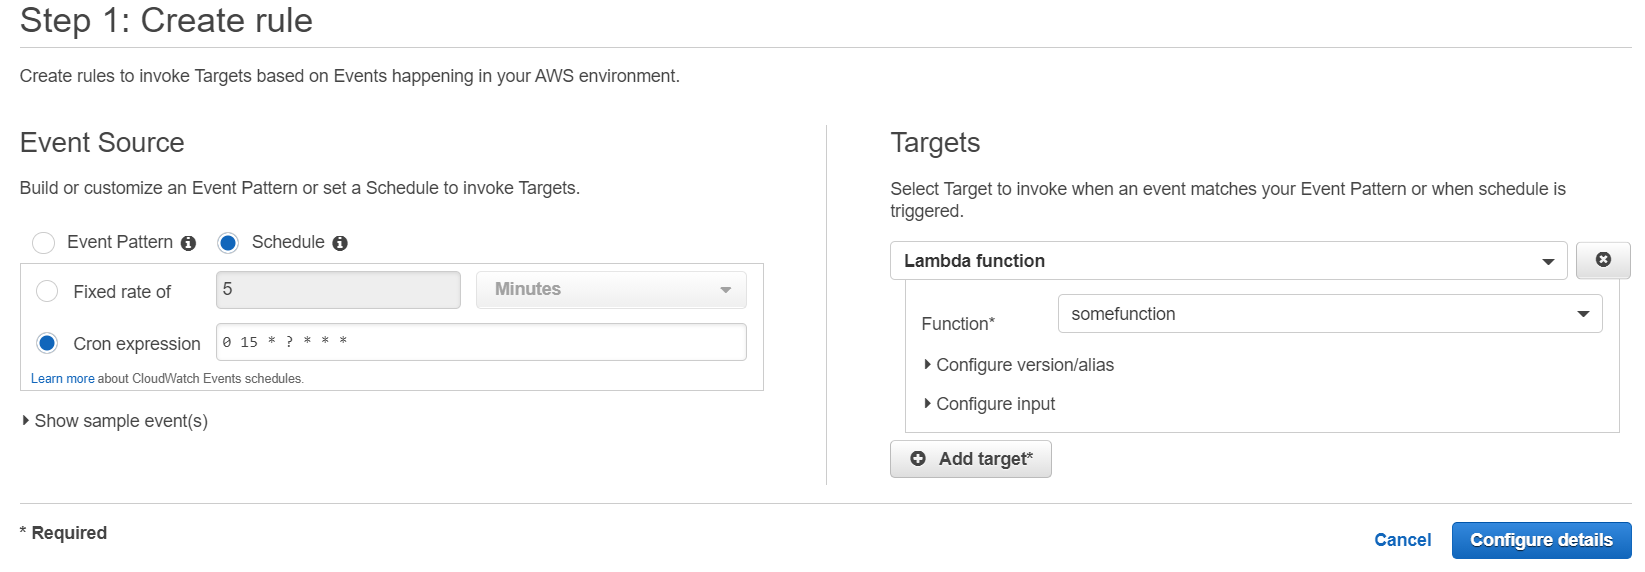 Step 1: Create rule
Create rules to invoke Targets based on Events happening in your AWS environment.
Event Source
Build or customize an Event Pattern or set a Schedule to invoke Targets.
Event Pattern Schedule
Fixed rate of 5 Minutes
Cron expression 0 15 * ? * * *
Learn more about CloudWatch Events schedules.
Show sample event(s)
Targets
Select Target to invoke when an event matches your Event Pattern or when schedule is
triggered.
Lambda function
Function* somefunction
Configure version/alias
Configure input
Add target*
* Required
Cancel Configure details